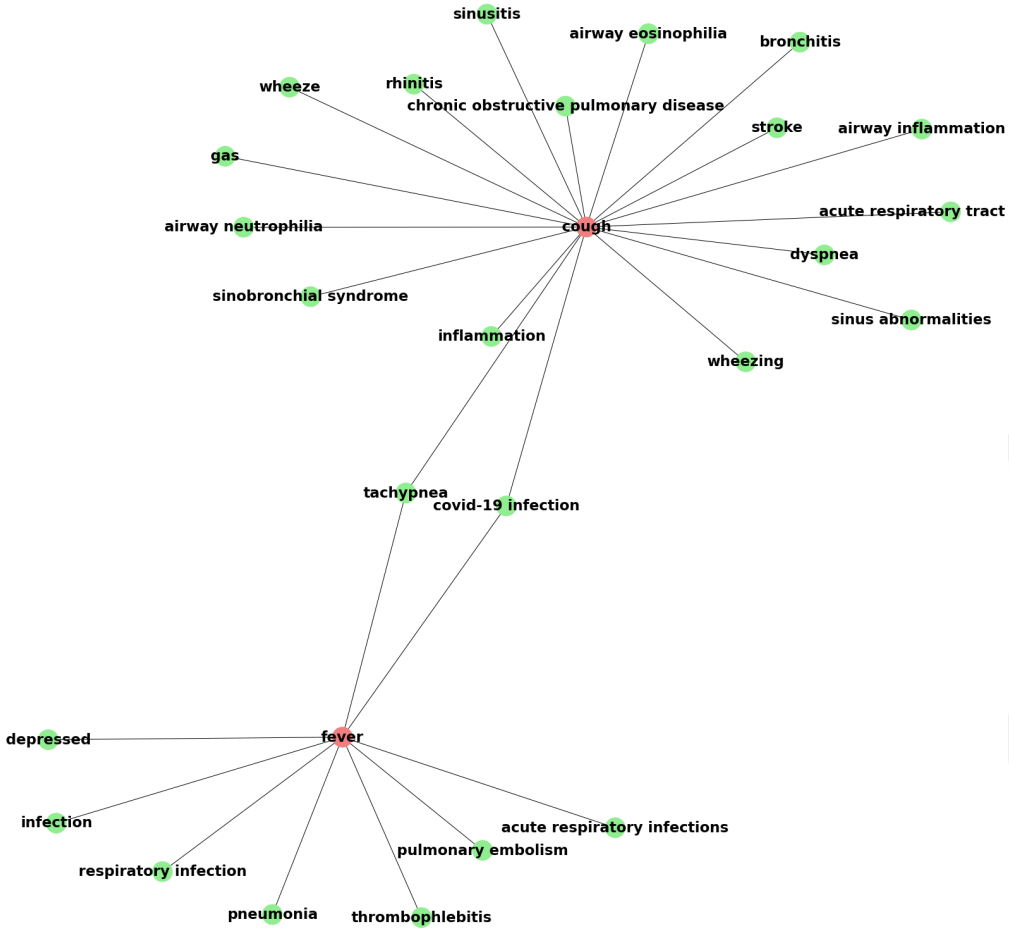 sinusitis
airway eosinophilia
bronchitis
wheeze
rhinitis
chronic obstructive pulmonary disease
stroke
airway inflammation
gas
acute respiratory tract
airway neutrophilia
cough
dyspnea
sinobronchial syndrome
sinus abnormalities
inflammation
wheezing
tachypnea
covid-19 infection
fever
depressed
infection
acute respiratory infections
pulmonary embolism
respiratory infection
pneumonia
thrombophlebitis